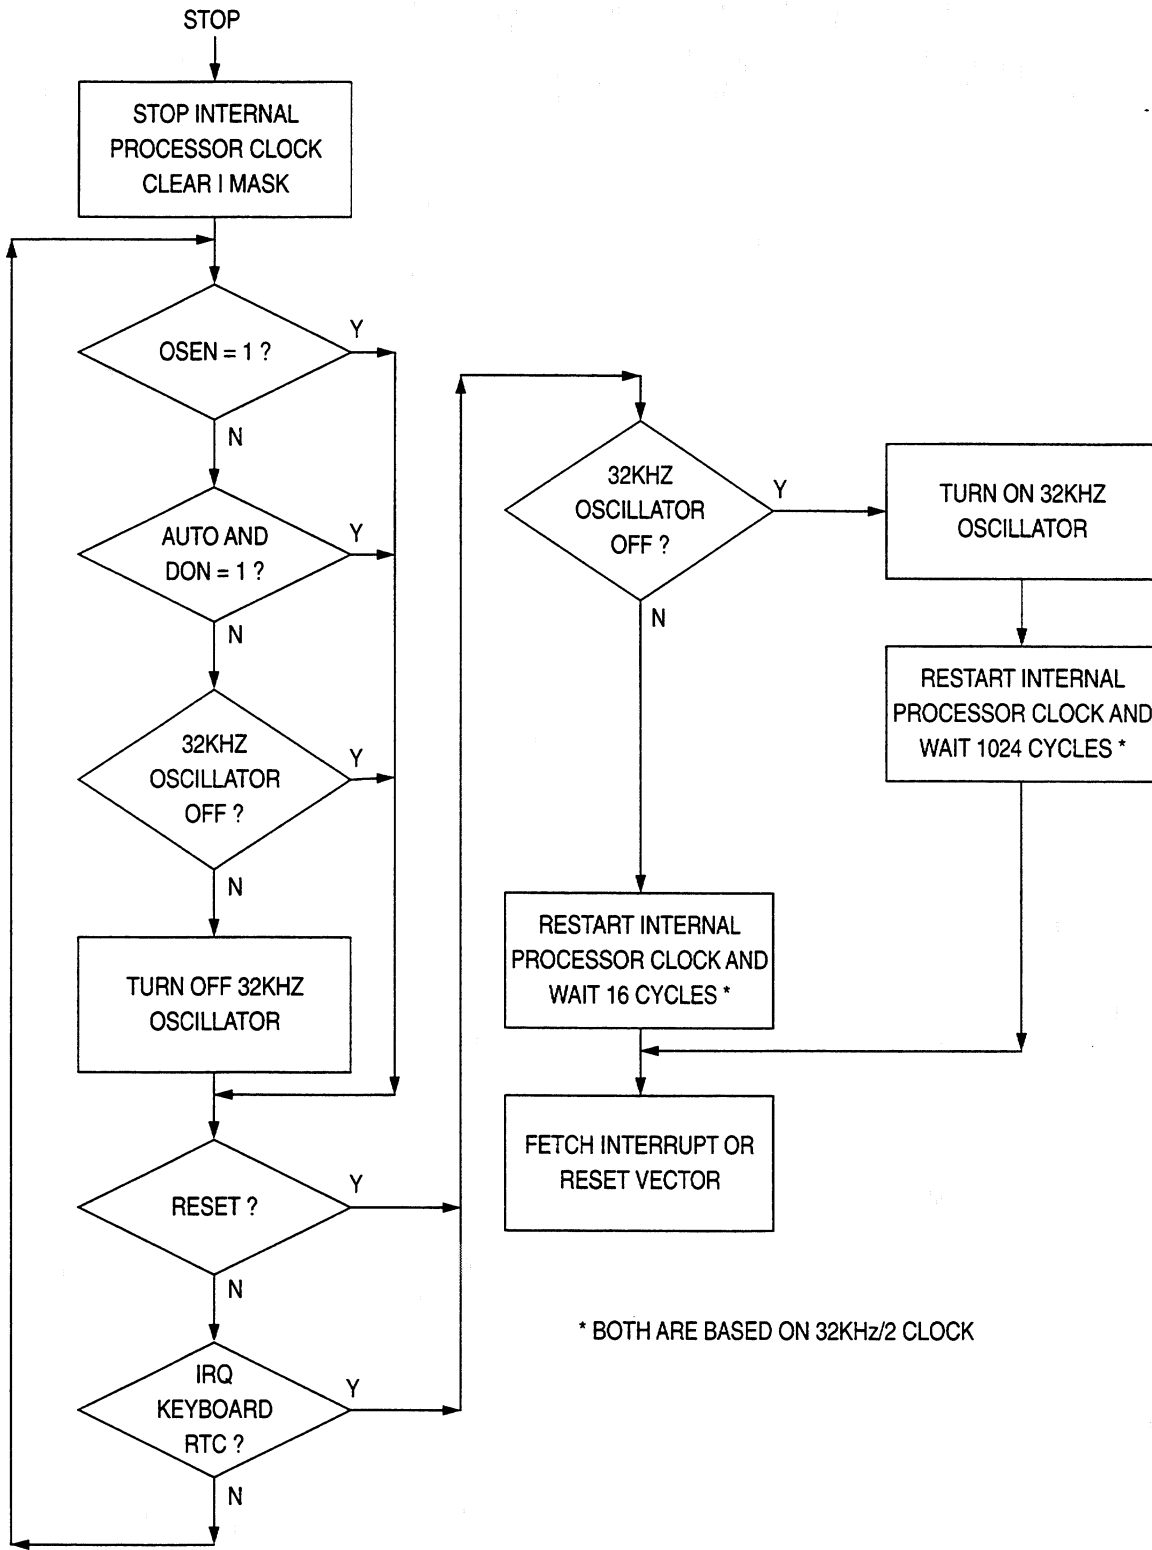 STOP
STOP INTERNAL
PROCESSOR CLOCK
CLEAR I MASK
OSEN = 1 ?
Y
N
AUTO AND
DON = 1 ?
Y
N
32KHZ
OSCILLATOR
OFF ?
Y
N
TURN OFF 32KHZ
OSCILLATOR
RESET ?
Y
N
IRQ
KEYBOARD
RTC ?
Y
N
32KHZ
OSCILLATOR
OFF ?
Y
N
TURN ON 32KHZ
OSCILLATOR
RESTART INTERNAL
PROCESSOR CLOCK AND
WAIT 1024 CYCLES *
RESTART INTERNAL
PROCESSOR CLOCK AND
WAIT 16 CYCLES *
FETCH INTERRUPT OR
RESET VECTOR
* BOTH ARE BASED ON 32KHz/2 CLOCK